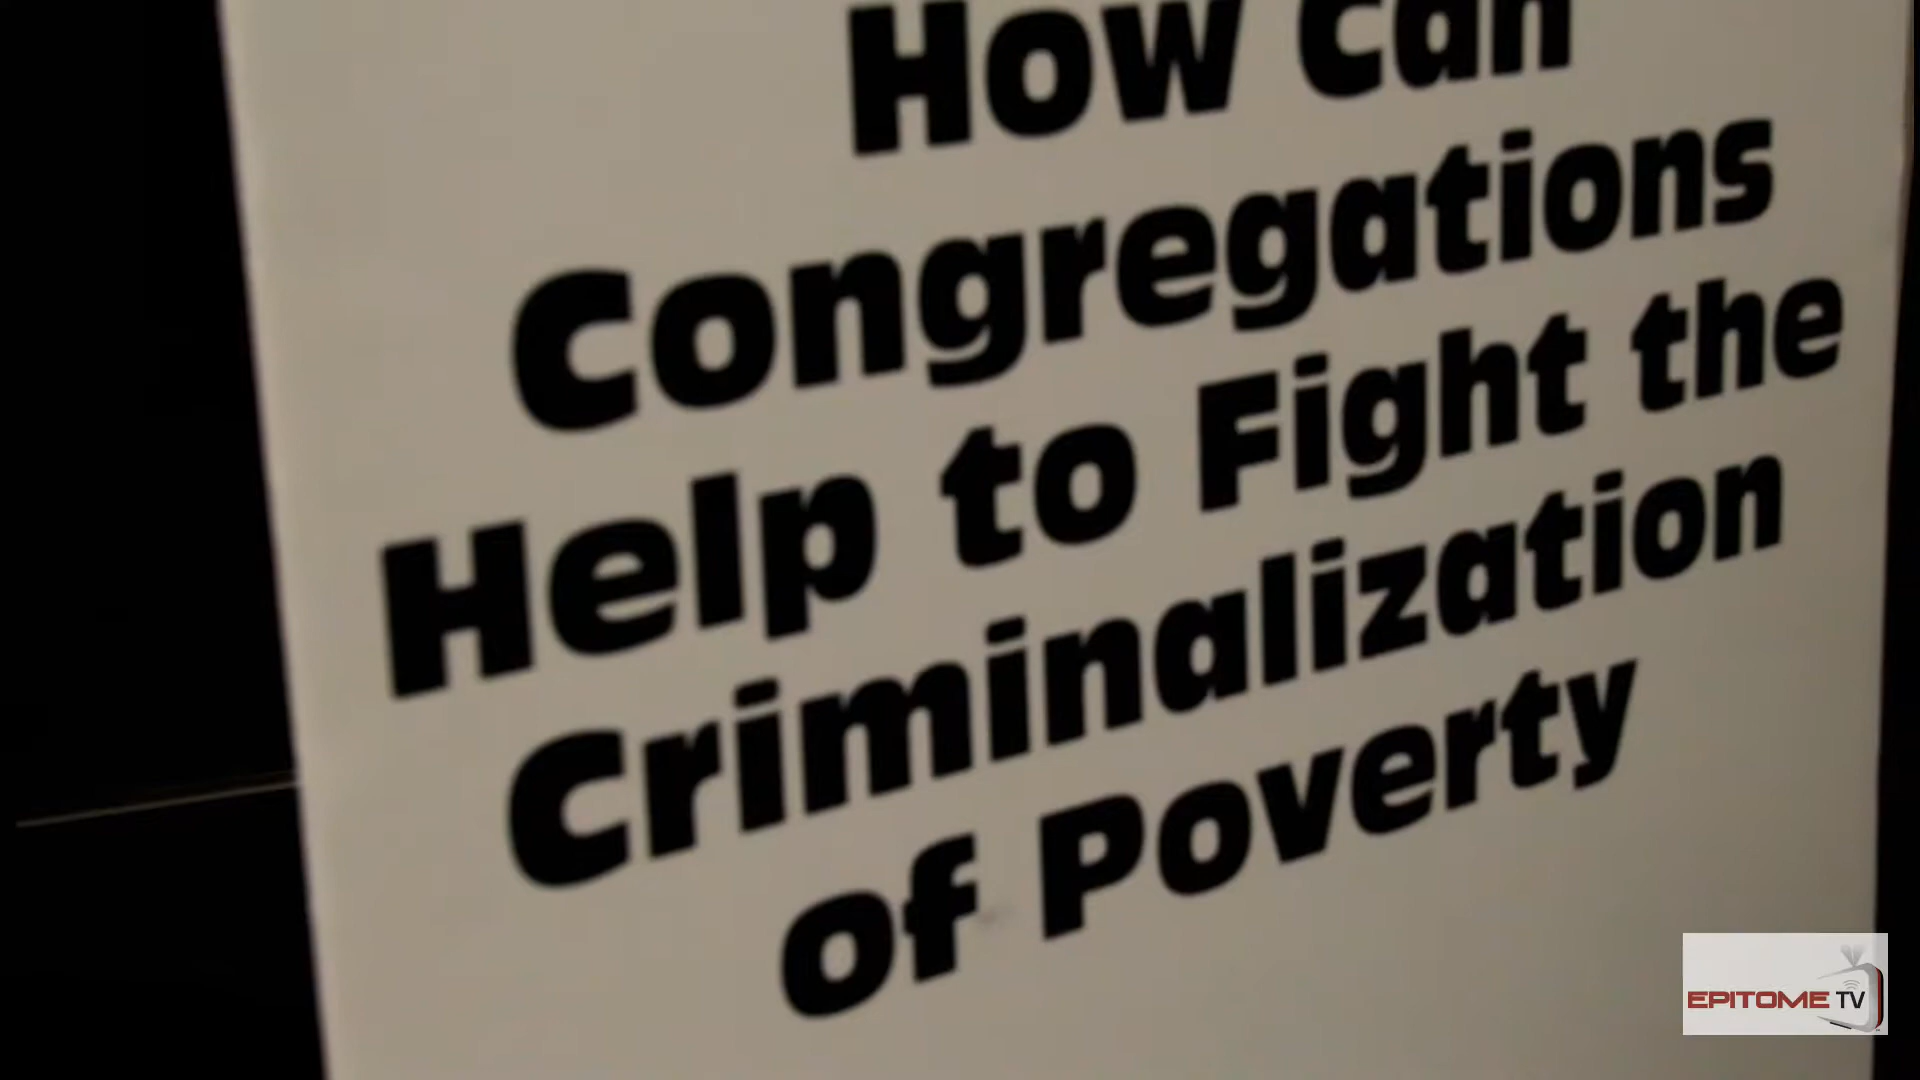 How Can
Congregations
Help to Fight the
Criminalization
of Poverty
EPITOME TV